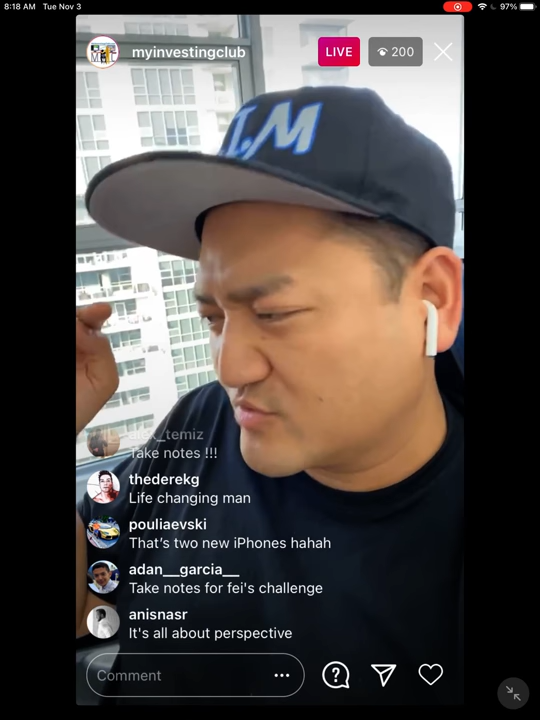 8:18 AM Tue Nov 3
97%
myinvestingclub
LIVE
200
I.M
alex_temiz
Take notes !!!
thederekg
Life changing man
pouliaevski
That's two new iPhones hahah
adan__garcia__
Take notes for fei's challenge
anisnasr
It's all about perspective
Comment